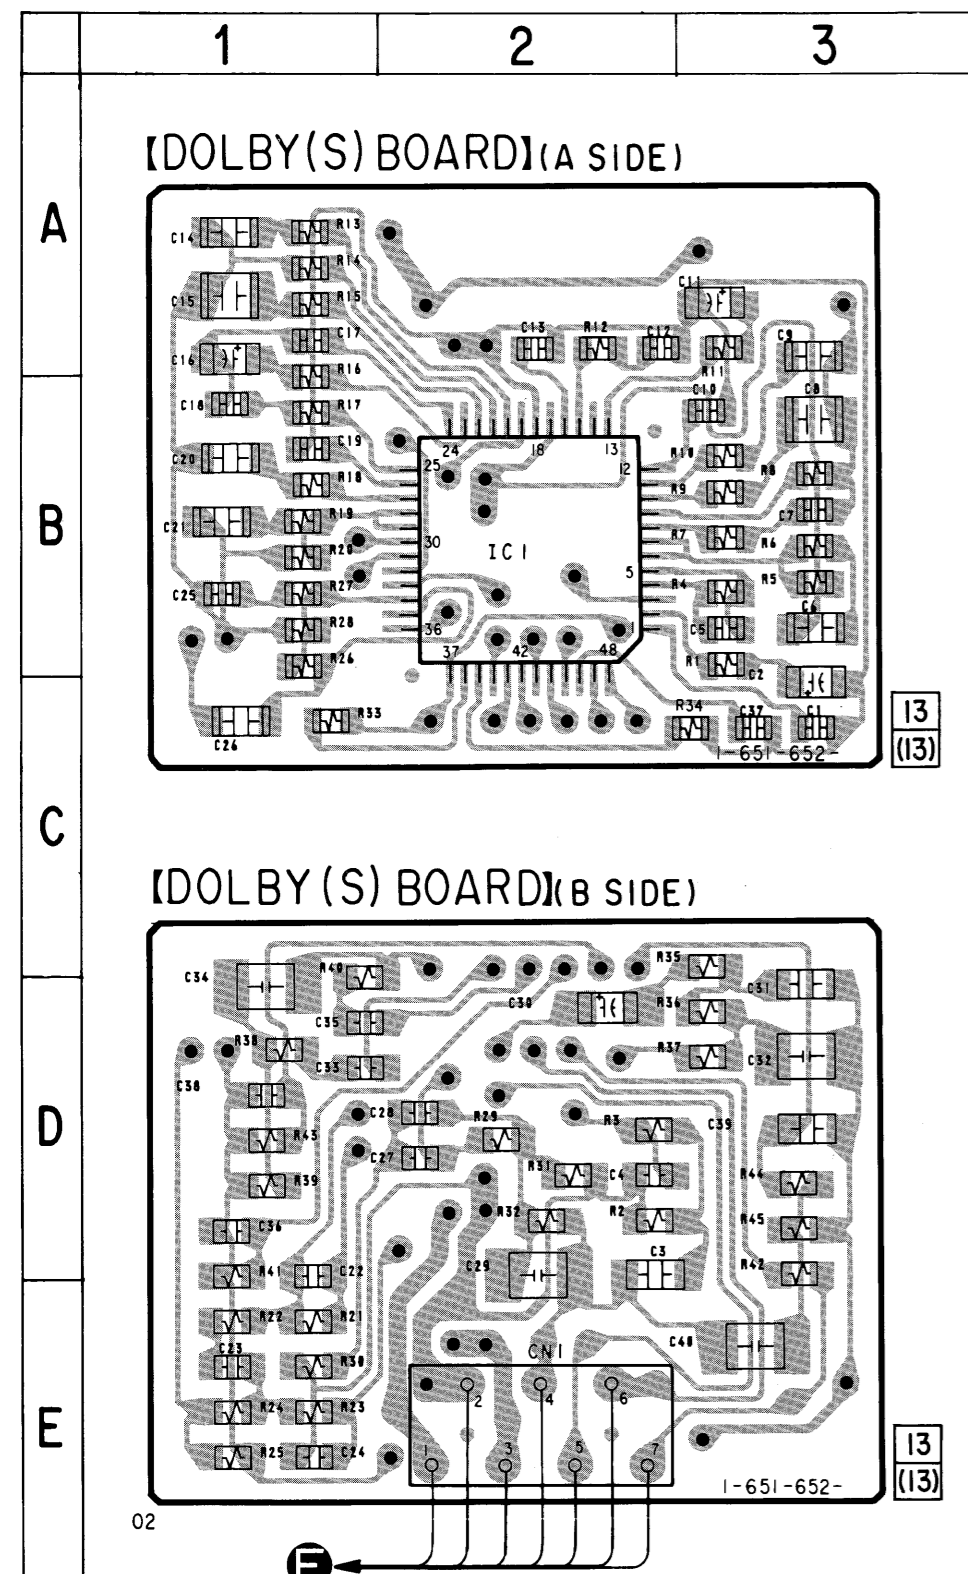 1 2 3
A
【DOLBY(S) BOARD】(A SIDE)
C14 R13
R14
C15 R15 C11
C17 C13 R12 C12 C9
C16 R16 R11
C18 R17 C10 C8
C19 24 18 13 R10
C20 25 12 R8
R18 R9
B
C21 R19 C7
30 IC1 R7 R6
R20
5 R4 R5
C25 R27
C6
R28 36 1 C5
R26 37 42 48 R1 C2
C26 R33 R34 C37 C1
1-651-652-
13
(13)
C
【DOLBY(S) BOARD】(B SIDE)
C34 R40 R35 C31
C30 R36
C35
R38 C33 R37 C32
C38
D
C28 R29 R3 C39
R43
C27 R31 C4
R39 R44
R32 R2 R45
C36
C29 C3 R42
R41 C22
R22 R21
C23 CN1 C40
R30
2 4 6
R24 R23
E
R25 C24 1 3 5 7
1-651-652-
13
(13)
02
E